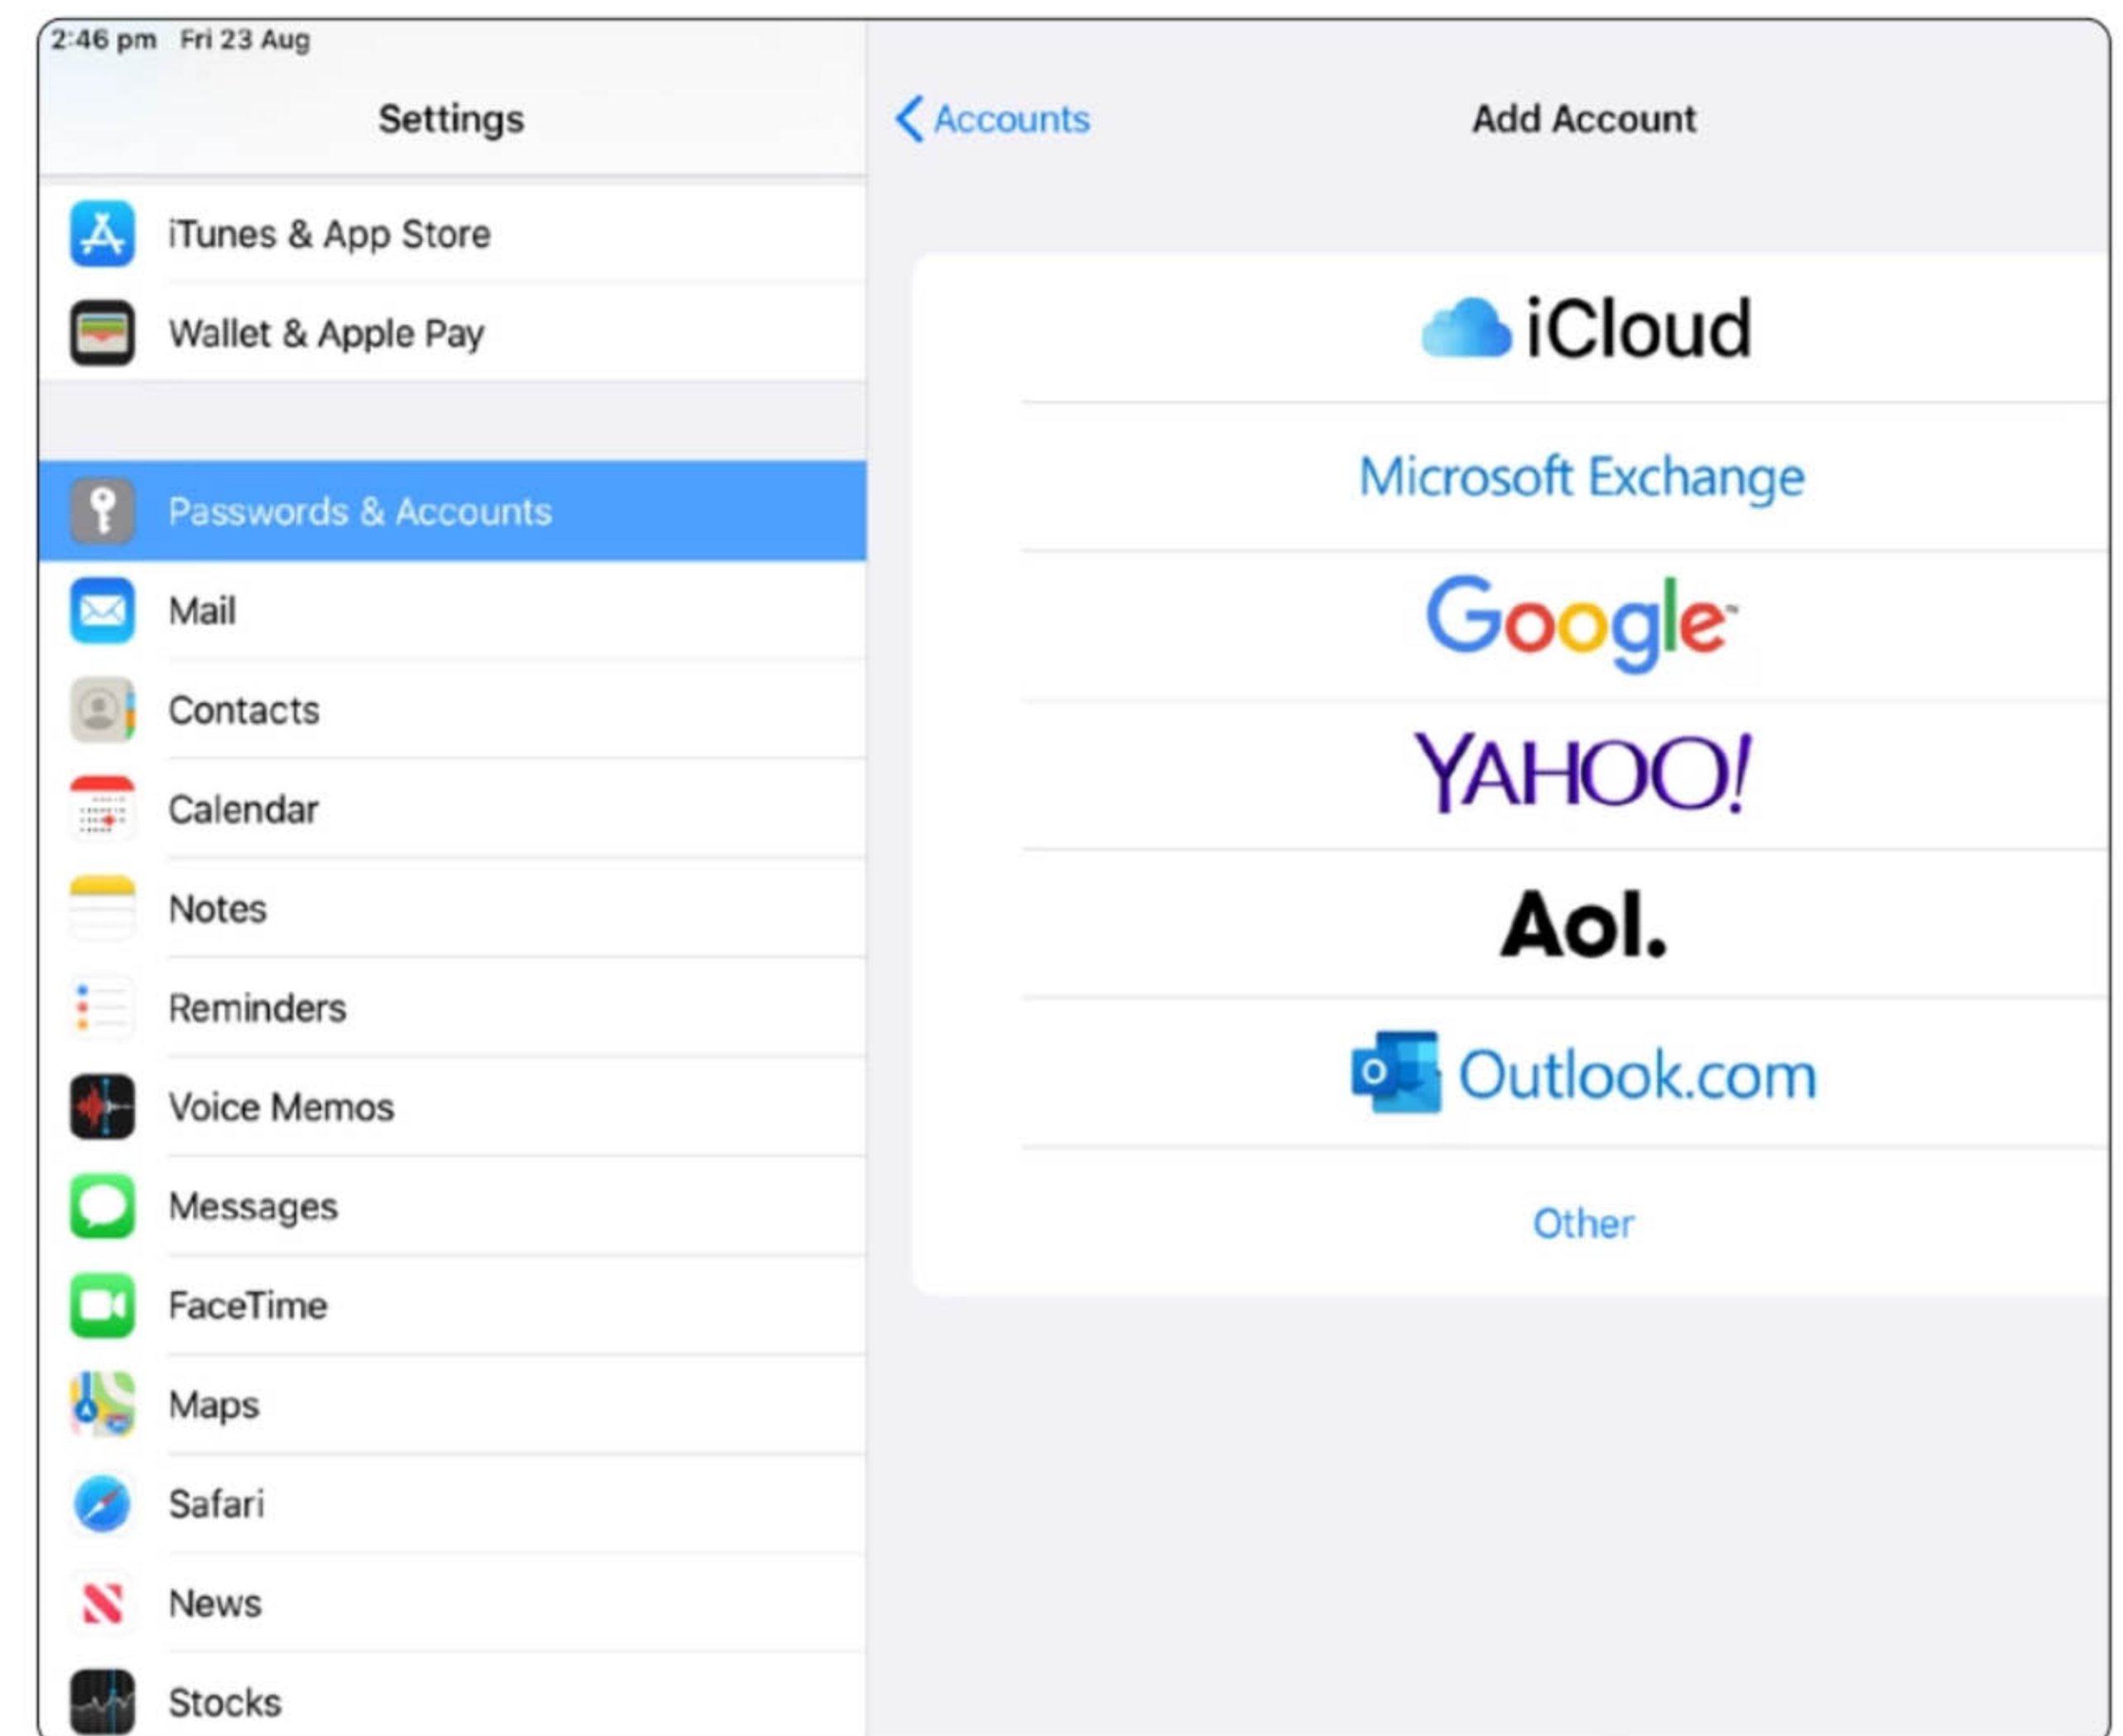 2:46 pm Fri 23 Aug
Settings
iTunes & App Store
Wallet & Apple Pay
Passwords & Accounts
Mail
Contacts
Calendar
Notes
Reminders
Voice Memos
Messages
FaceTime
Maps
Safari
News
Stocks
Accounts
Add Account
iCloud
Microsoft Exchange
Google™
YAHOO!
Aol.
Outlook.com
Other